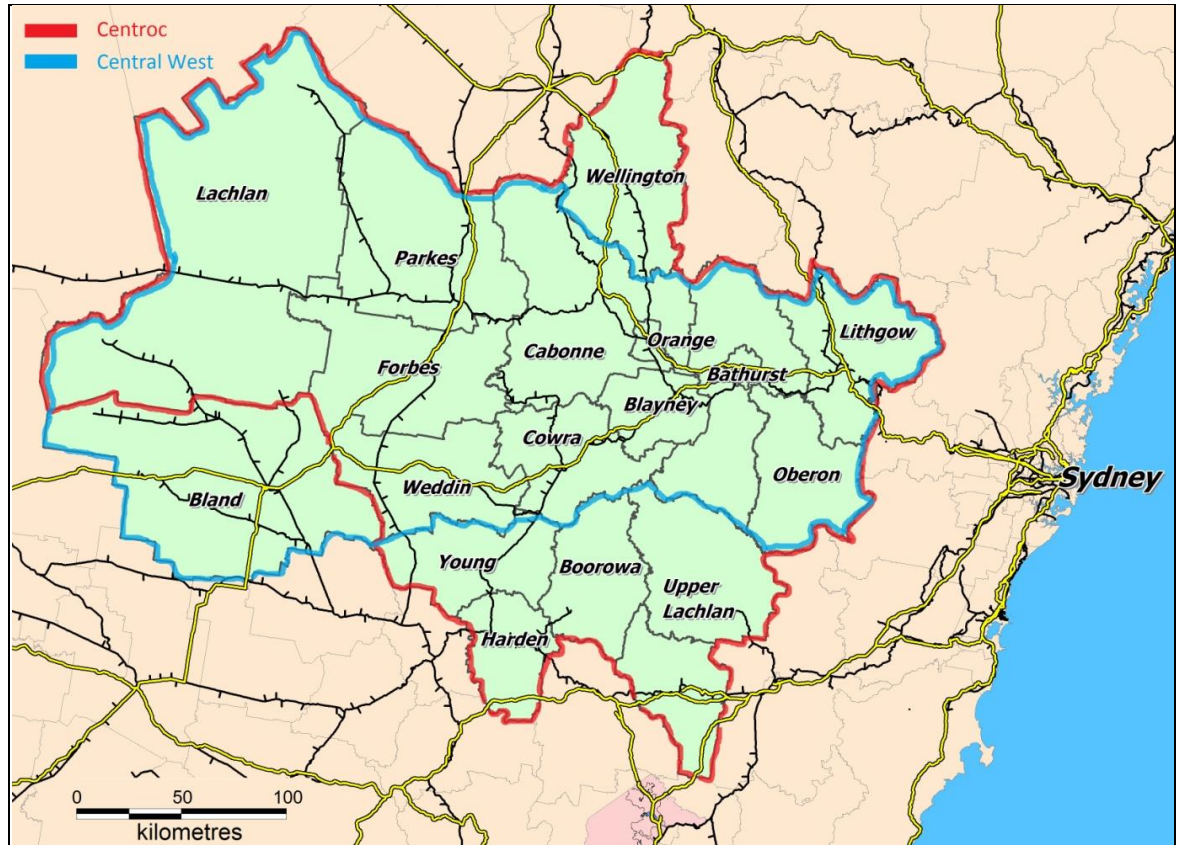 Centroc
Central West
Wellington
Lachlan
Parkes
Orange
Lithgow
Cabonne
Forbes
Bathurst
Blayney
Cowra
Oberon
Sydney
Weddin
Bland
Young
Boorowa
Upper
Lachlan
Harden
0 50 100
kilometres